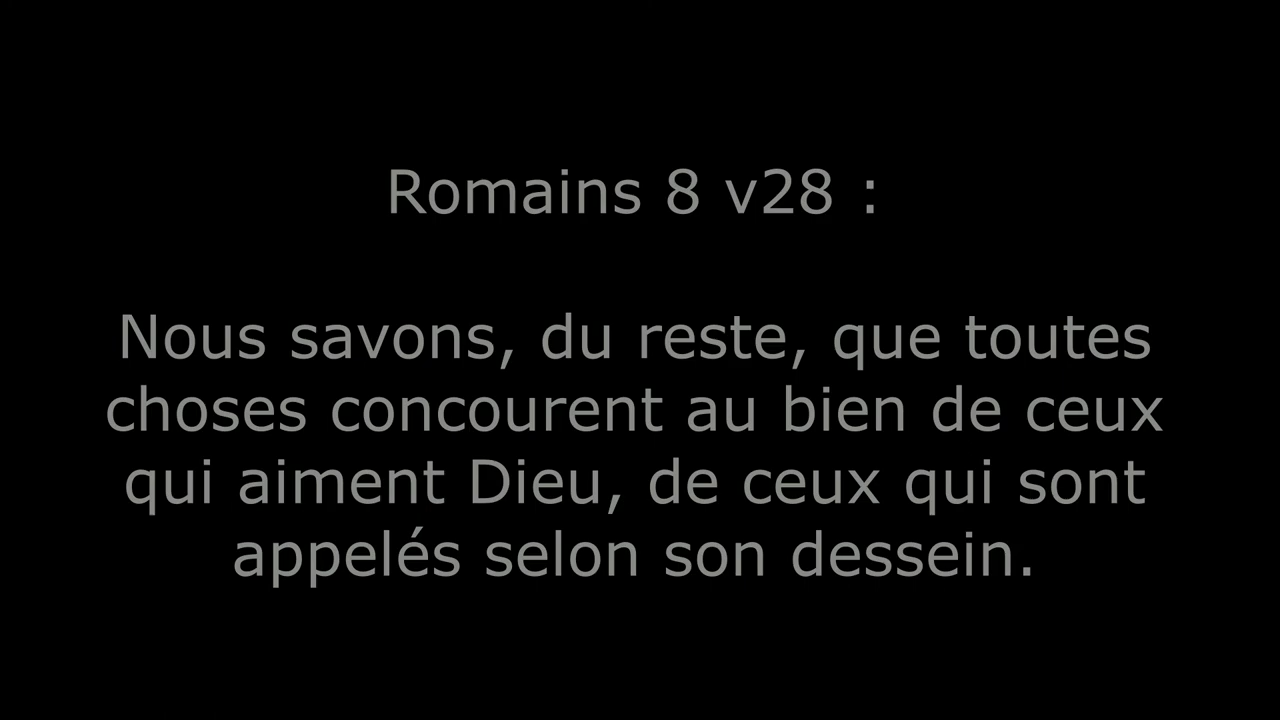 Romains 8 v28 :
Nous savons, du reste, que toutes
choses concourent au bien de ceux
qui aiment Dieu, de ceux qui sont
appelés selon son dessein.